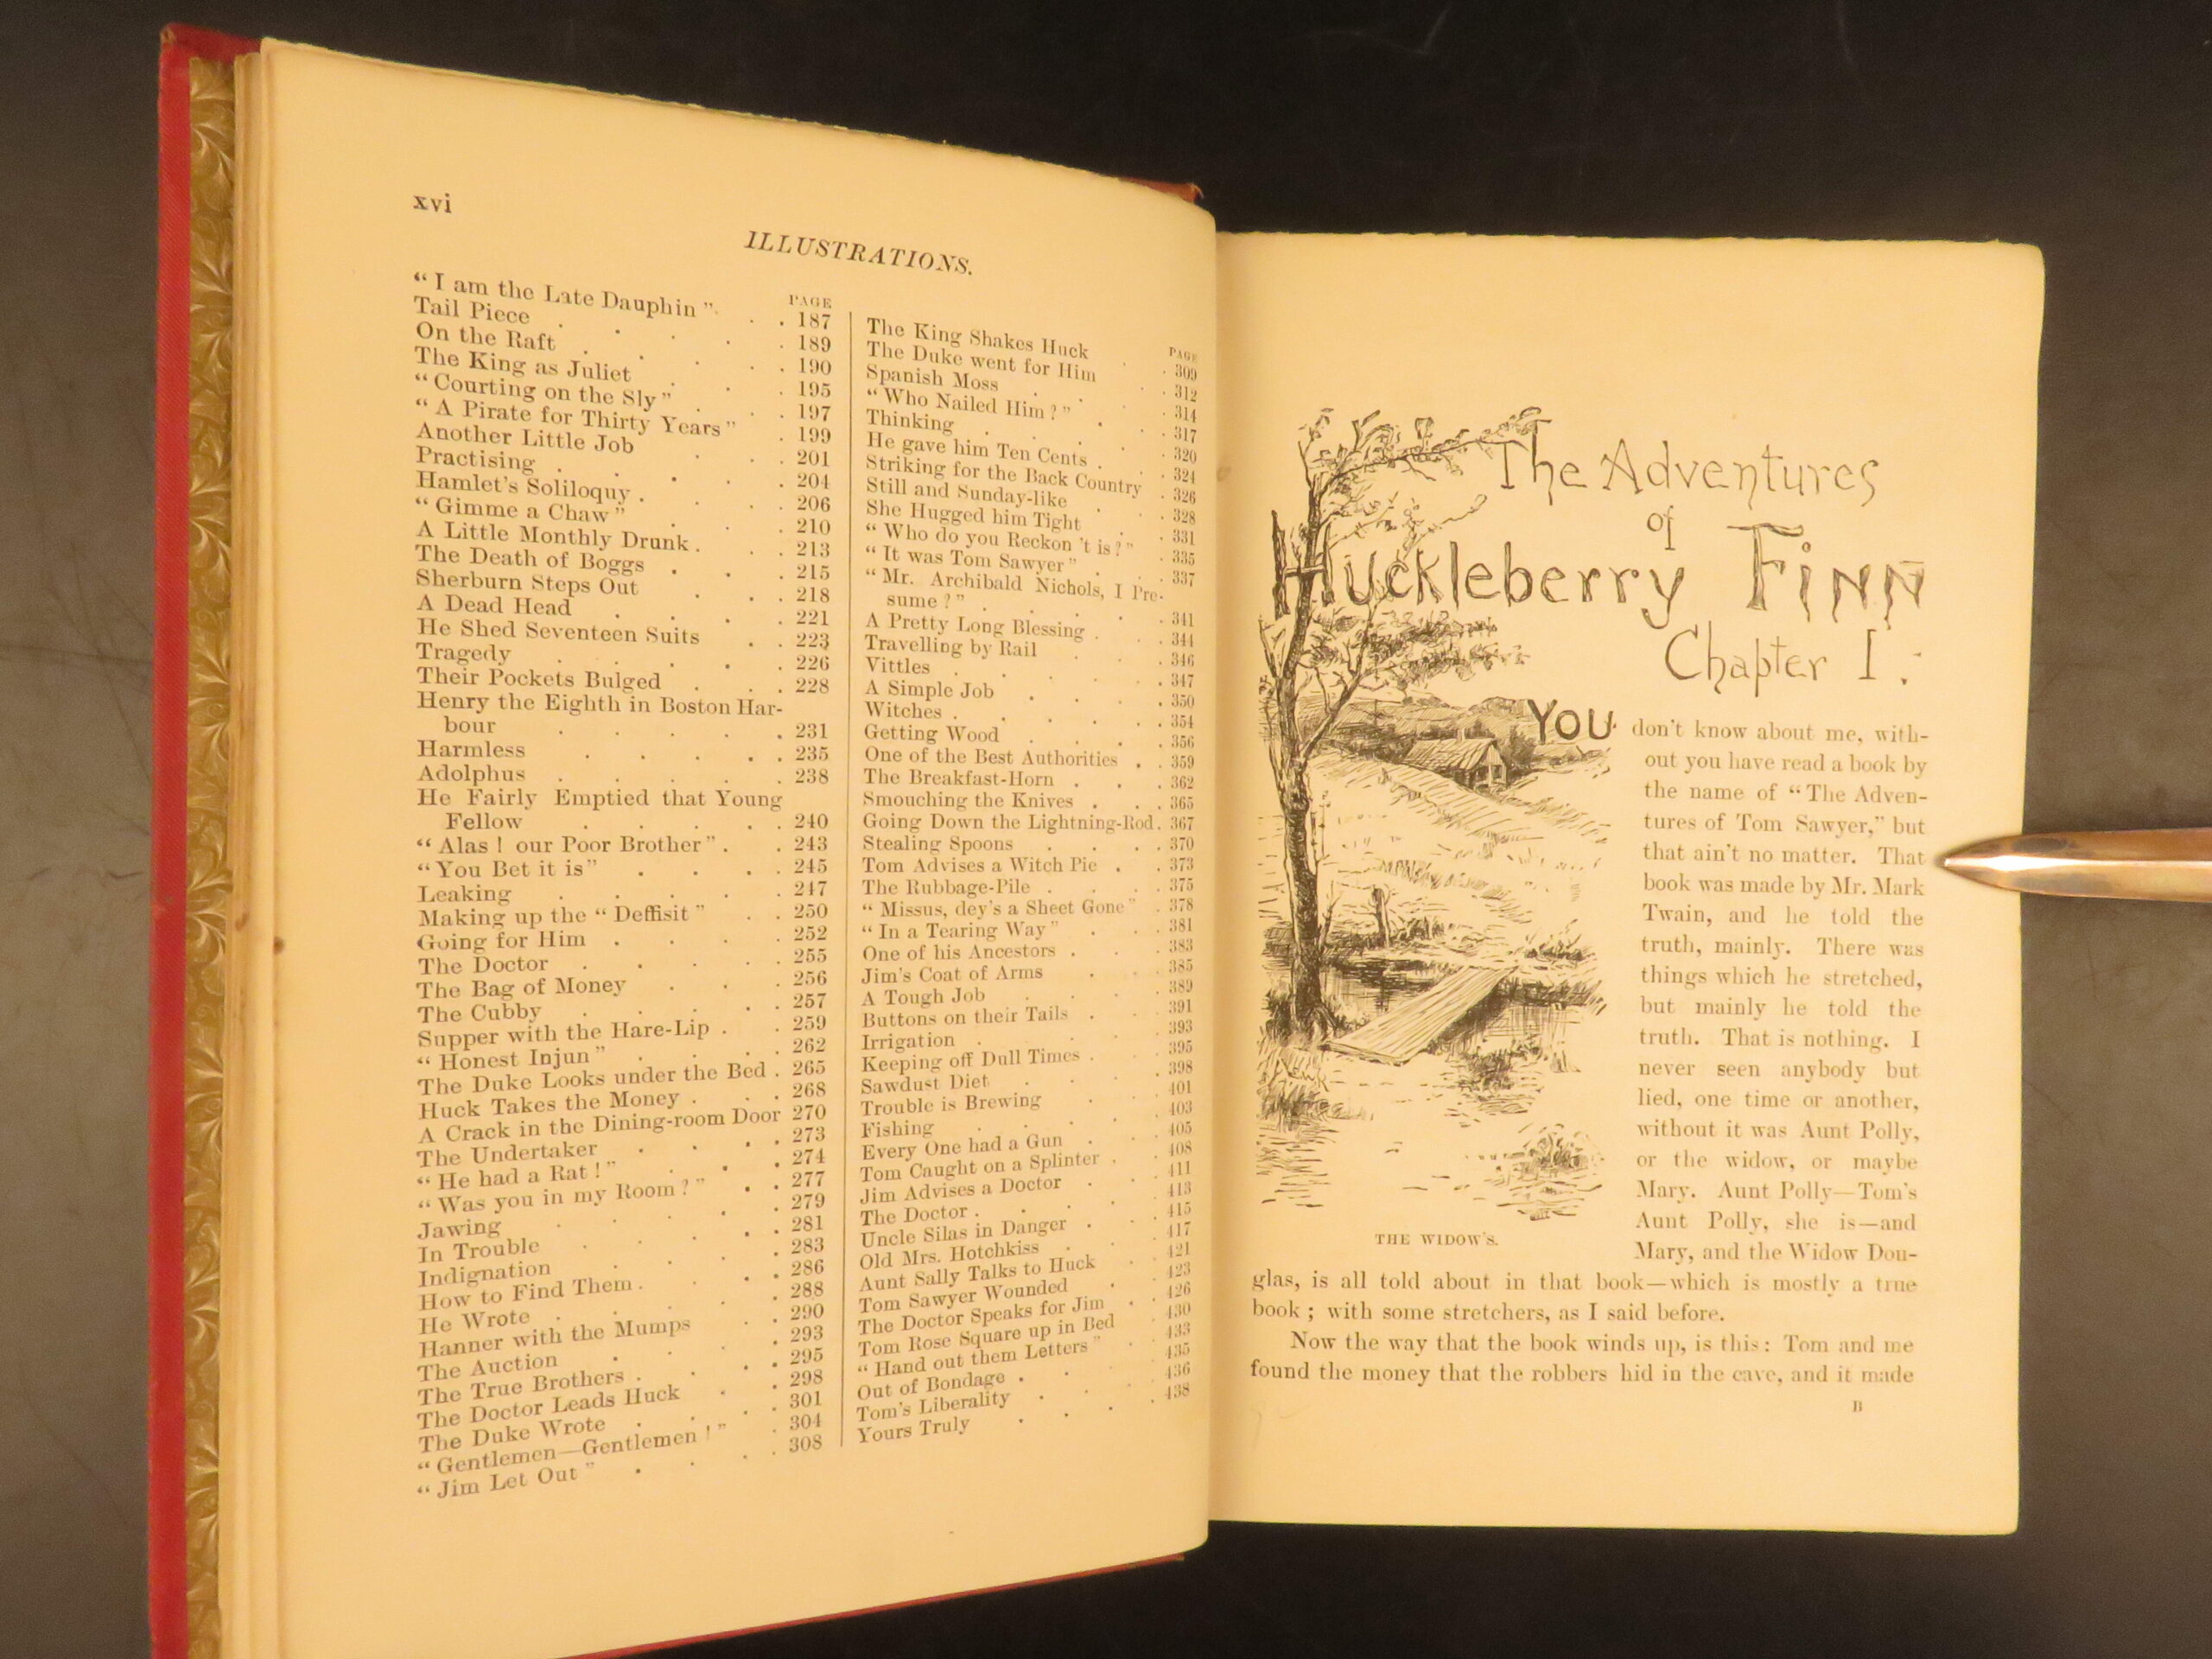 xvi
ILLUSTRATIONS.
PAGE
“I am the Late Dauphin” . . 187
Tail Piece . . . . 189
On the Raft . . . . 190
The King as Juliet . . . 195
“Courting on the Sly” . . 197
“A Pirate for Thirty Years” . 199
Another Little Job . . 201
Practising . . . . 204
Hamlet's Soliloquy . . . 206
“Gimme a Chaw” . . . 210
A Little Monthly Drunk . . . 213
The Death of Boggs . . . 215
Sherburn Steps Out . . . 218
A Dead Head . . . . 221
He Shed Seventeen Suits . . 223
Tragedy . . . . 226
Their Pockets Bulged . . . 228
Henry the Eighth in Boston Har-
bour . . . . . 231
Harmless . . . . . 235
Adolphus . . . . . 238
He Fairly Emptied that Young
Fellow . . . . . 240
“Alas! our Poor Brother” . . 243
“You Bet it is” . . . . 245
Leaking . . . . . 247
Making up the “Deffisit” . . 250
Going for Him . . . . 252
The Doctor . . . . . 255
The Bag of Money . . . 256
The Cubby . . . . . 257
Supper with the Hare-Lip . . 259
“Honest Injun” . . . . 262
The Duke Looks under the Bed . 265
Huck Takes the Money . . . 268
A Crack in the Dining-room Door 270
The Undertaker . . . . 273
“He had a Rat!” . . . 274
“Was you in my Room?” . . 277
Jawing . . . . . 279
In Trouble . . . . 281
Indignation . . . . 283
How to Find Them . . . 286
He Wrote . . . . 288
Hanner with the Mumps . . 290
The Auction . . . . 293
The True Brothers . . . . 295
The Doctor Leads Huck . . 298
The Duke Wrote . . . . 301
“Gentlemen—Gentlemen!” . 304
“Jim Let Out” . . . . 308
PAGE
The King Shakes Huck . . 309
The Duke went for Him . . 312
Spanish Moss . . . . 314
“Who Nailed Him?” . . . 317
Thinking . . . . . 320
He gave him Ten Cents . . . 324
Striking for the Back Country . 326
Still and Sunday-like . . . 328
She Hugged him Tight . . 331
“Who do you Reckon 't is?” . 335
“It was Tom Sawyer” . . . 337
“Mr. Archibald Nichols, I Pre-
sume?” . . . . . 341
A Pretty Long Blessing . . . 344
Travelling by Rail . . . 346
Vittles . . . . . 347
A Simple Job . . . . 350
Witches . . . . . 354
Getting Wood . . . . 356
One of the Best Authorities . . 359
The Breakfast-Horn . . . 362
Smouching the Knives . . . 365
Going Down the Lightning-Rod . 367
Stealing Spoons . . . . 370
Tom Advises a Witch Pie . . 373
The Rubbage-Pile . . . . 375
“Missus, dey's a Sheet Gone” . 378
“In a Tearing Way” . . . 381
One of his Ancestors . . . 383
Jim's Coat of Arms . . . 385
A Tough Job . . . . 389
Buttons on their Tails . . . 391
Irrigation . . . . . 393
Keeping off Dull Times . . . 395
Sawdust Diet . . . . 398
Trouble is Brewing . . . 401
Fishing . . . . . 403
Every One had a Gun . . . 405
Tom Caught on a Splinter . . 408
Jim Advises a Doctor . . . 411
The Doctor . . . . . 413
Uncle Silas in Danger . . . 415
Old Mrs. Hotchkiss . . . 417
Aunt Sally Talks to Huck . . 421
Tom Sawyer Wounded . . . 423
The Doctor Speaks for Jim . . 426
Tom Rose Square up in Bed . 430
“Hand out them Letters” . . 433
Out of Bondage . . . . 435
Tom's Liberality . . . . 436
Yours Truly . . . . 438
The Adventures
of
Huckleberry Finn
Chapter I.
YOU don't know about me, with-
out you have read a book by
the name of “The Adven-
tures of Tom Sawyer,” but
that ain't no matter. That
book was made by Mr. Mark
Twain, and he told the
truth, mainly. There was
things which he stretched,
but mainly he told the
truth. That is nothing. I
never seen anybody but
lied, one time or another,
without it was Aunt Polly,
or the widow, or maybe
Mary. Aunt Polly—Tom's
Aunt Polly, she is—and
Mary, and the Widow Dou-
THE WIDOW'S.
glas, is all told about in that book—which is mostly a true
book; with some stretchers, as I said before.
Now the way that the book winds up, is this: Tom and me
found the money that the robbers hid in the cave, and it made
B